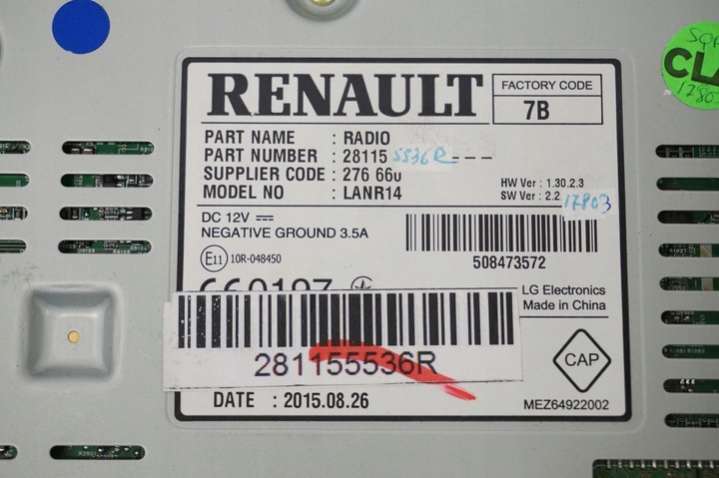 RENAULT
FACTORY CODE
7B
PART NAME : RADIO
PART NUMBER : 28115 5536R---
SUPPLIER CODE : 276 66u
MODEL NO : LANR14
HW Ver : 1.30.2.3
SW Ver : 2.2
17803
DC 12V
NEGATIVE GROUND 3.5A
508473572
E11 10R-048450
LG Electronics
Made in China
281155536R
CAP
DATE : 2015.08.26
MEZ64922002